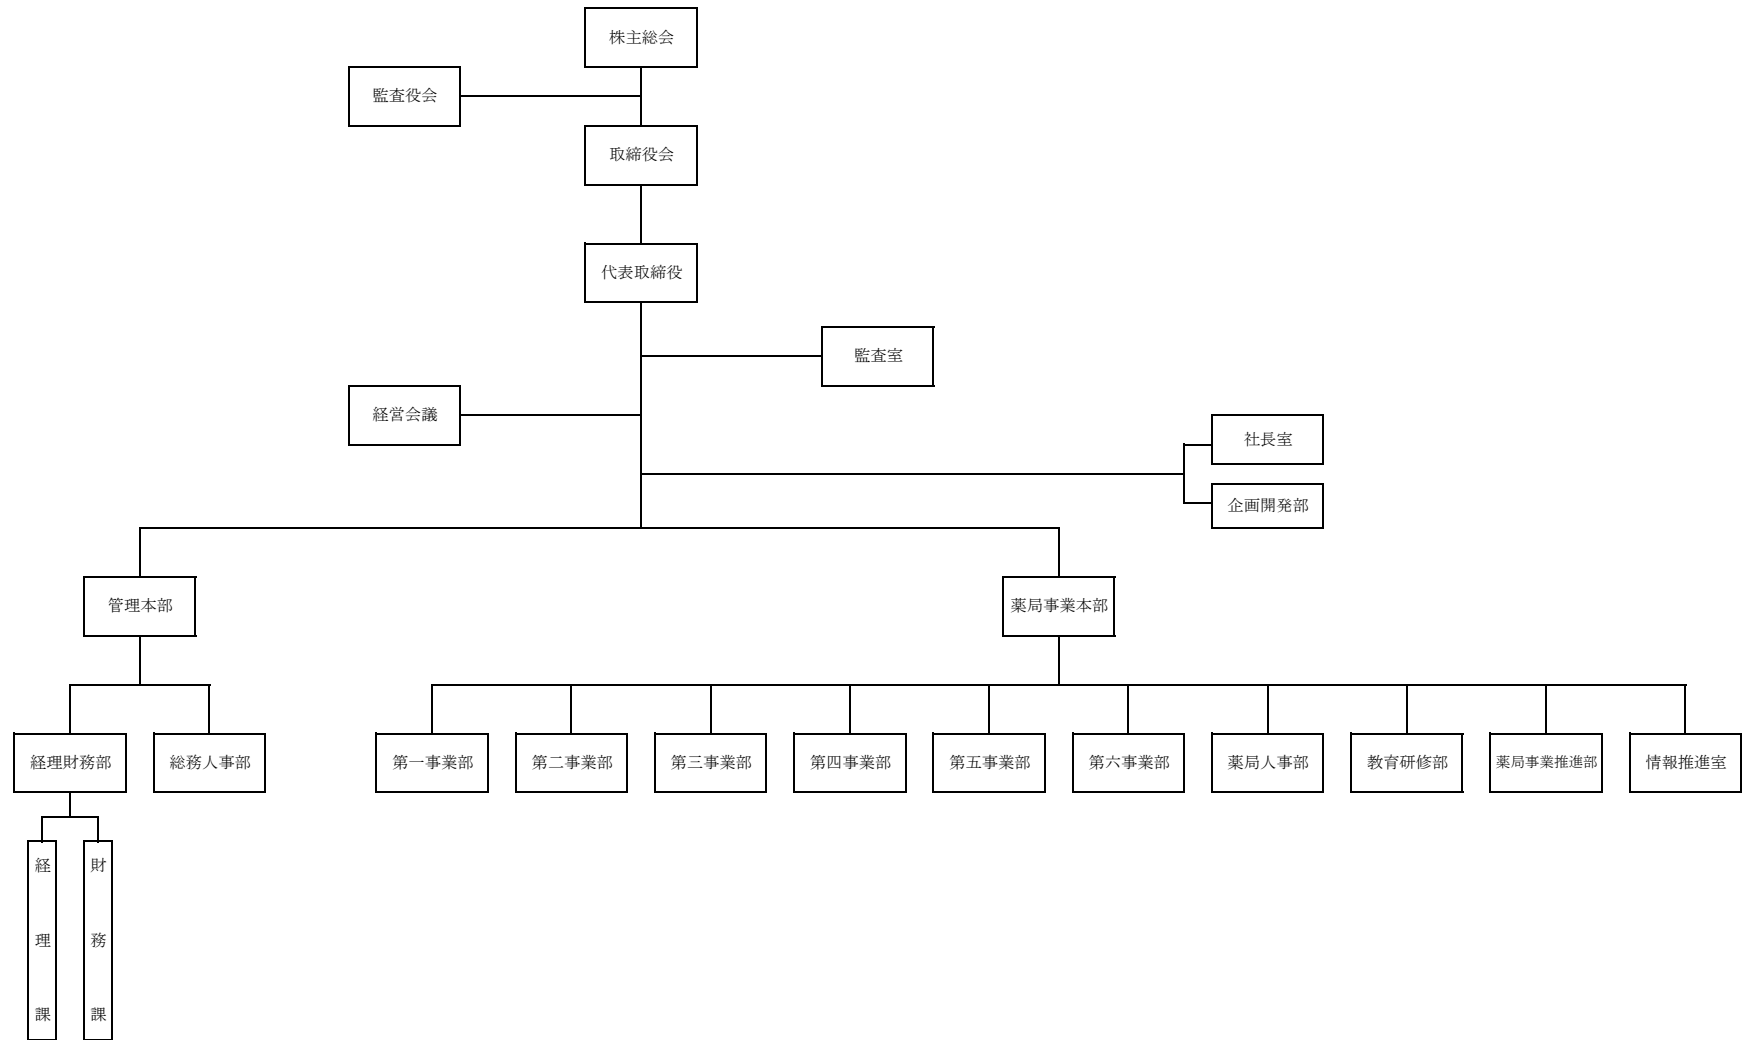 株主総会
監査役会
取締役会
代表取締役
監査室
経営会議
社長室
企画開発部
管理本部
薬局事業本部
経理財務部
総務人事部
第一事業部
第二事業部
第三事業部
第四事業部
第五事業部
第六事業部
薬局人事部
教育研修部
薬局事業推進部
情報推進室
経理課
財務課